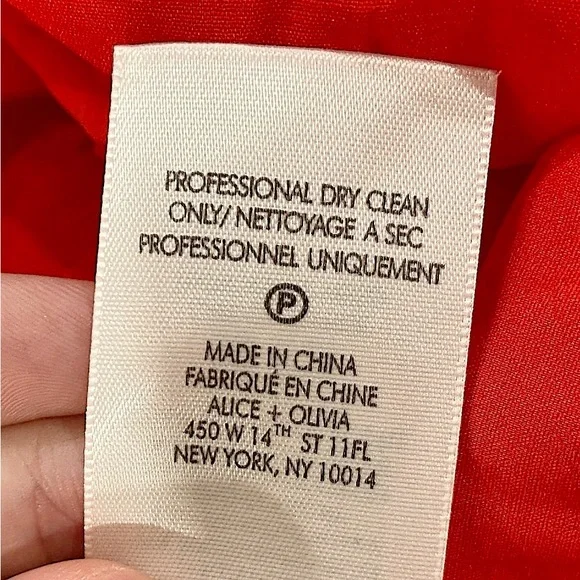 PROFESSIONAL DRY CLEAN
ONLY/ NETTOYAGE A SEC
PROFESSIONNEL UNIQUEMENT
P
MADE IN CHINA
FABRIQUÉ EN CHINE
ALICE + OLIVIA
450 W 14TH ST 11FL
NEW YORK, NY 10014